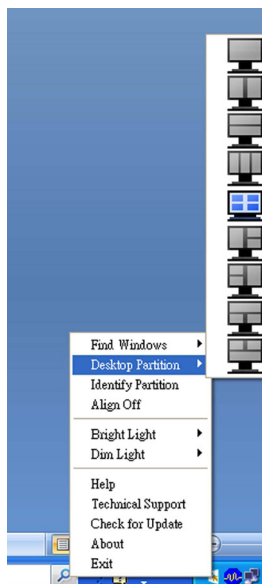 Find Windows
Desktop Partition
Identify Partition
Align Off
Bright Light
Dim Light
Help
Technical Support
Check for Update
About
Exit